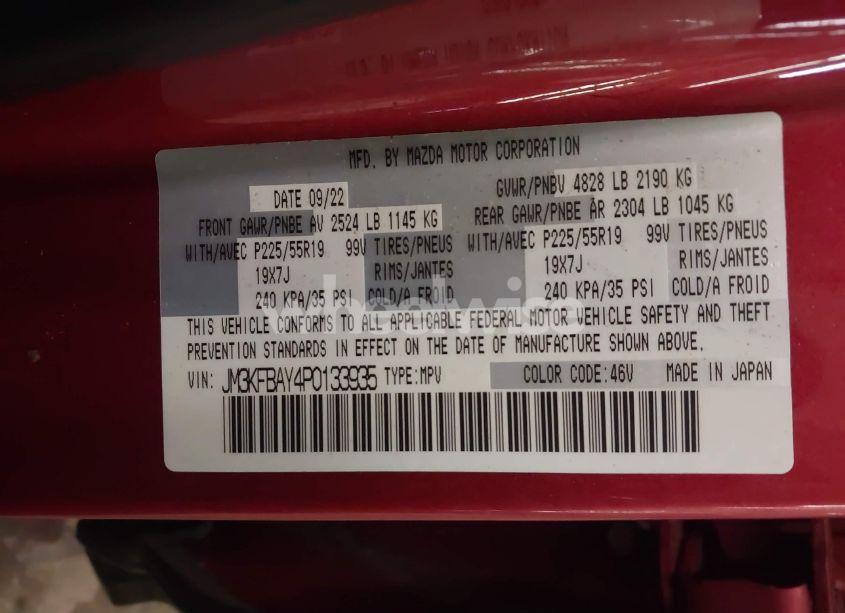 MFD. BY MAZDA MOTOR CORPORATION
DATE 09/22
GVWR/PNBV 4828 LB 2190 KG
FRONT GAWR/PNBE AV 2524 LB 1145 KG
REAR GAWR/PNBE AR 2304 LB 1045 KG
WITH/AVEC P225/55R19 99V TIRES/PNEUS
WITH/AVEC P225/55R19 99V TIRES/PNEUS
19X7J RIMS/JANTES
19X7J RIMS/JANTES
240 KPA/35 PSI COLD/A FROID
240 KPA/35 PSI COLD/A FROID
wheelwise
THIS VEHICLE CONFORMS TO ALL APPLICABLE FEDERAL MOTOR VEHICLE SAFETY AND THEFT
PREVENTION STANDARDS IN EFFECT ON THE DATE OF MANUFACTURE SHOWN ABOVE.
VIN: JM3KFBAY4P0133935 TYPE:MPV COLOR CODE:46V MADE IN JAPAN